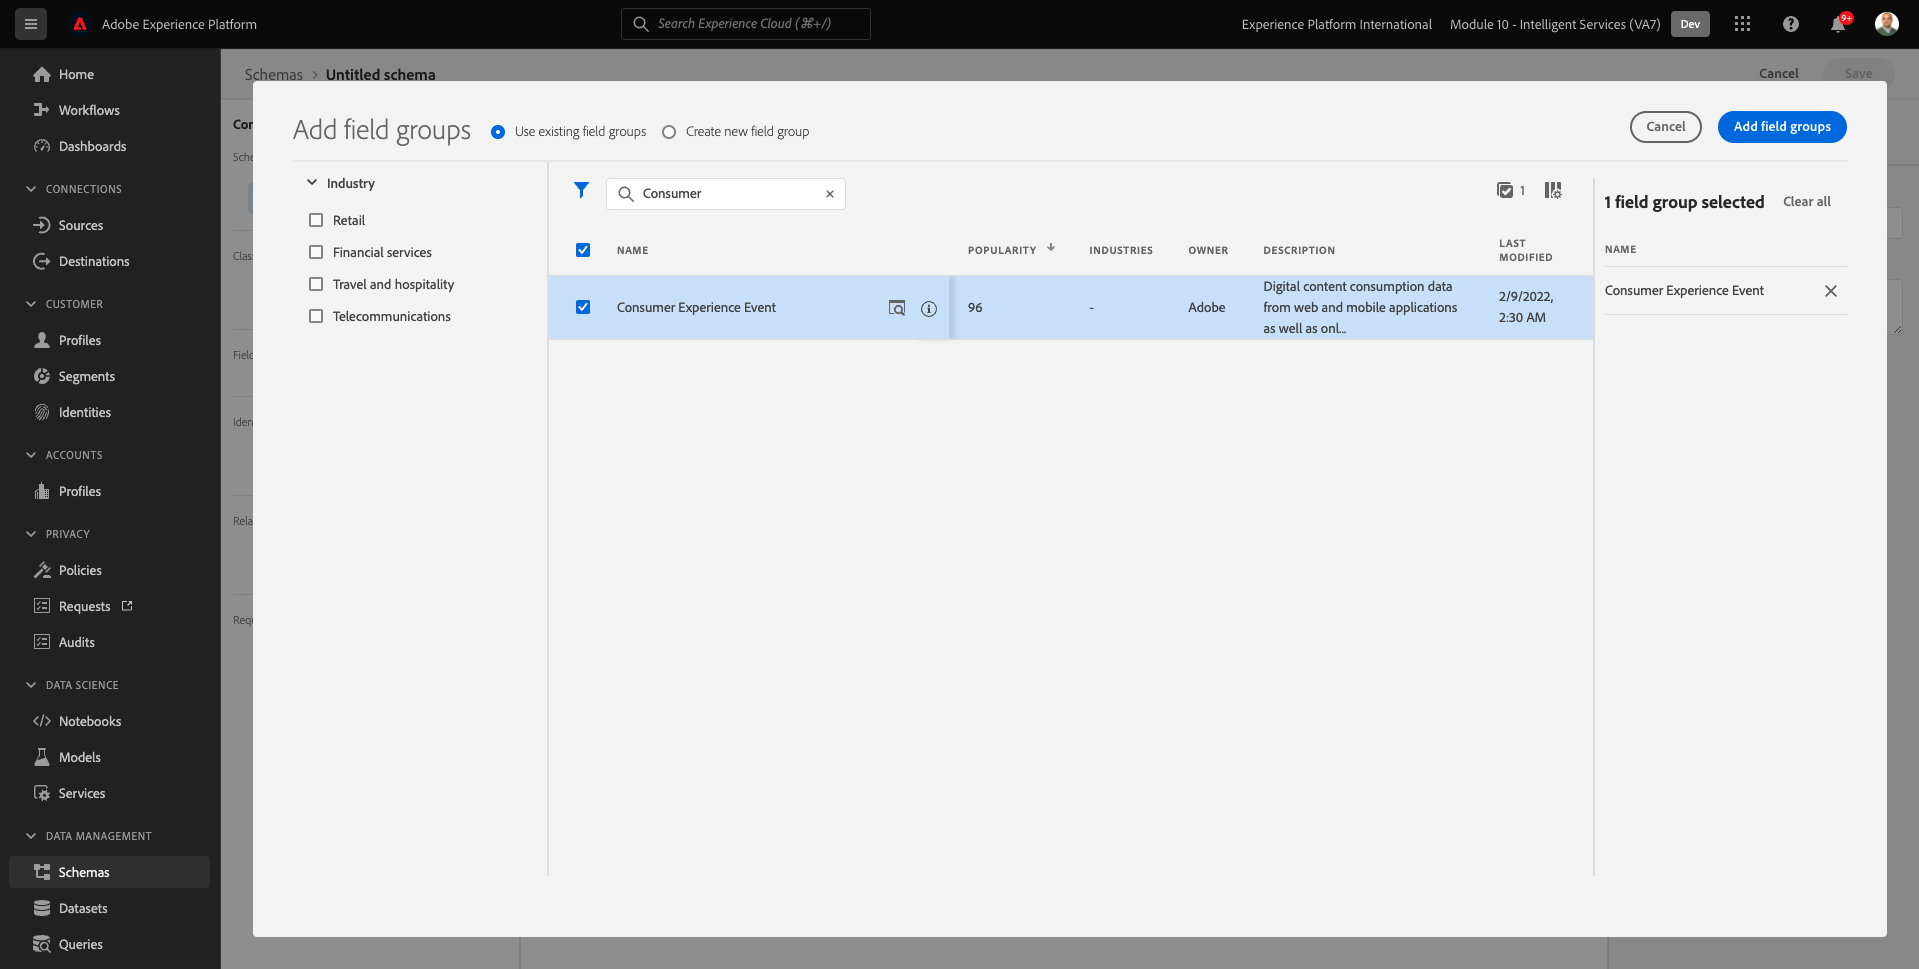 Adobe Experience Platform
Search Experience Cloud (⌘+/)
Experience Platform International
Module 10 - Intelligent Services (VA7)
Dev
9+
Home
Workflows
Dashboards
CONNECTIONS
Sources
Destinations
CUSTOMER
Profiles
Segments
Identities
ACCOUNTS
Profiles
PRIVACY
Policies
Requests
Audits
DATA SCIENCE
Notebooks
Models
Services
DATA MANAGEMENT
Schemas
Datasets
Queries
Schemas > Untitled schema
Cancel
Save
Add field groups
Use existing field groups
Create new field group
Cancel
Add field groups
Industry
Retail
Financial services
Travel and hospitality
Telecommunications
Consumer
1
NAME
POPULARITY
INDUSTRIES
OWNER
DESCRIPTION
LAST
MODIFIED
Consumer Experience Event
96
-
Adobe
Digital content consumption data
from web and mobile applications
as well as onl...
2/9/2022,
2:30 AM
1 field group selected
Clear all
NAME
Consumer Experience Event